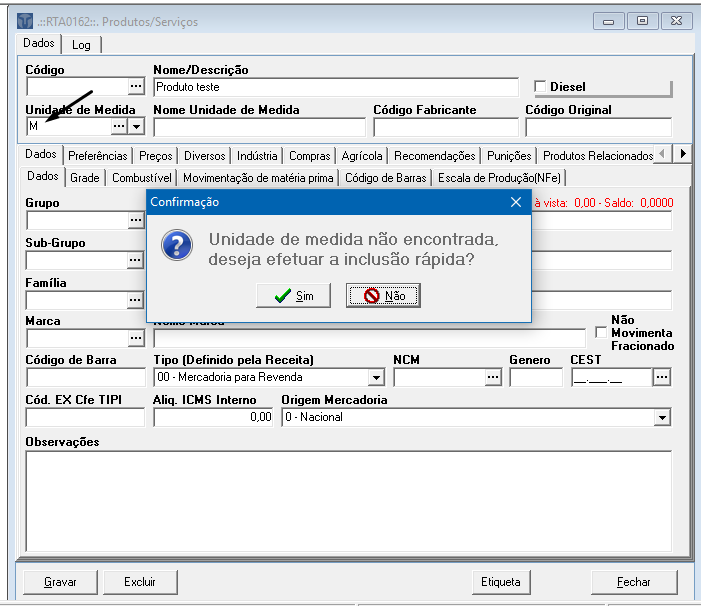 .::RTA0162::. Produtos/Serviços
Dados Log
Código Nome/Descrição
Produto teste Diesel
Unidade de Medida Nome Unidade de Medida Código Fabricante Código Original
M
Dados Preferências Preços Diversos Indústria Compras Agrícola Recomendações Punições Produtos Relacionados
Dados Grade Combustível Movimentação de matéria prima Código de Barras Escala de Produção(NFe)
Grupo à vista: 0,00 - Saldo: 0,0000
Confirmação
Unidade de medida não encontrada,
deseja efetuar a inclusão rápida?
Sim Não
Sub-Grupo
Família
Marca Nome Marca
Não
Movimenta
Fracionado
Código de Barra Tipo (Definido pela Receita) NCM Genero CEST
00 - Mercadoria para Revenda __.___.__
Cód. EX Cfe TIPI Aliq. ICMS Interno Origem Mercadoria
0,00 0 - Nacional
Observações
Gravar Excluir Etiqueta Fechar